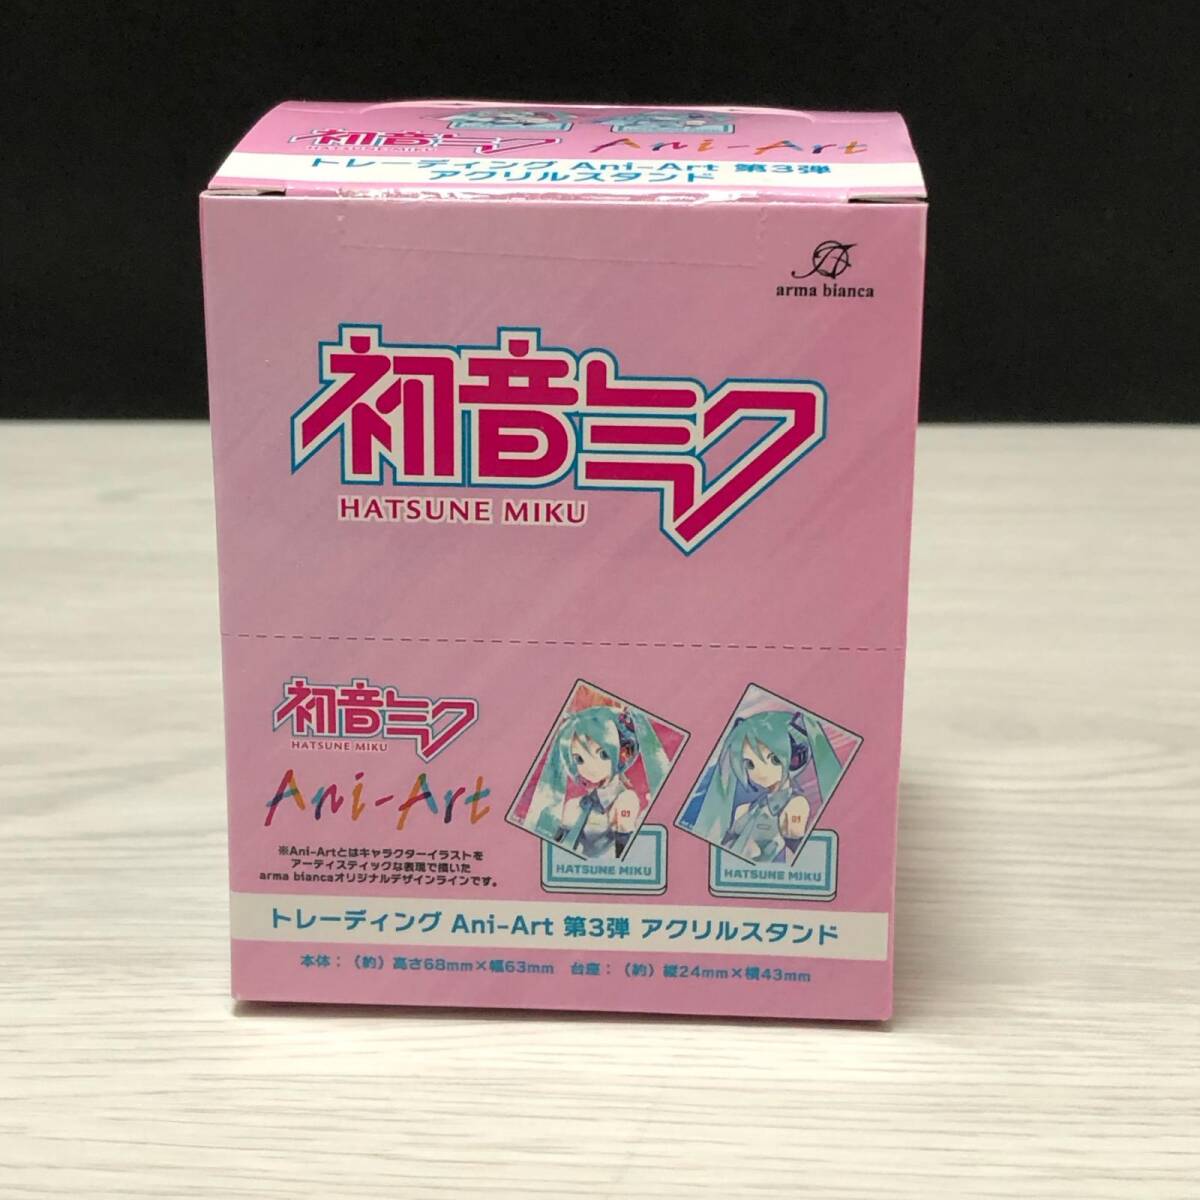 初音ミク
HATSUNE MIKU
Ani-Art
トレーディング Ani-Art 第3弾
アクリルスタンド
arma bianca
初音ミク
HATSUNE MIKU
初音ミク
HATSUNE MIKU
Ani-Art
※Ani-Artとはキャラクターイラストを
アーティスティックな表現で描いた
arma biancaオリジナルデザインラインです。
01
HATSUNE MIKU
01
HATSUNE MIKU
トレーディング Ani-Art 第3弾 アクリルスタンド
本体：（約）高さ68mm×幅63mm 台座：（約）縦24mm×横43mm